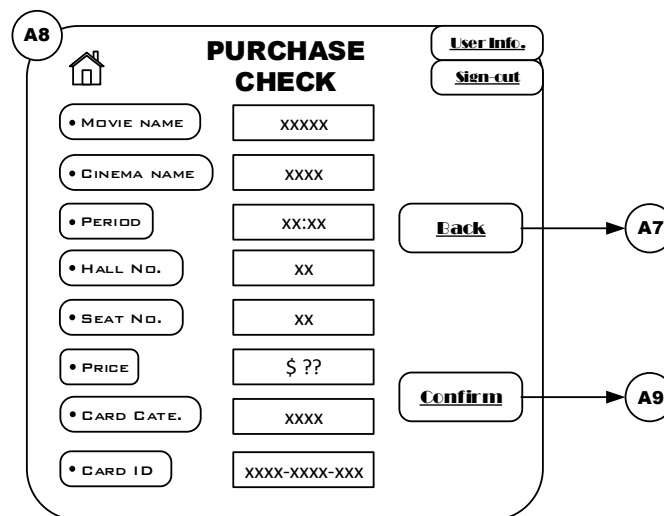 A8
User Info.
PURCHASE
CHECK
Sign-out
• MOVIE NAME
xxxxx
• CINEMA NAME
xxxx
• PERIOD
xx:xx
Back
A7
• HALL NO.
xx
• SEAT NO.
xx
• PRICE
$ ??
Confirm
A9
• CARD CATE.
xxxx
• CARD ID
xxxx-xxxx-xxx